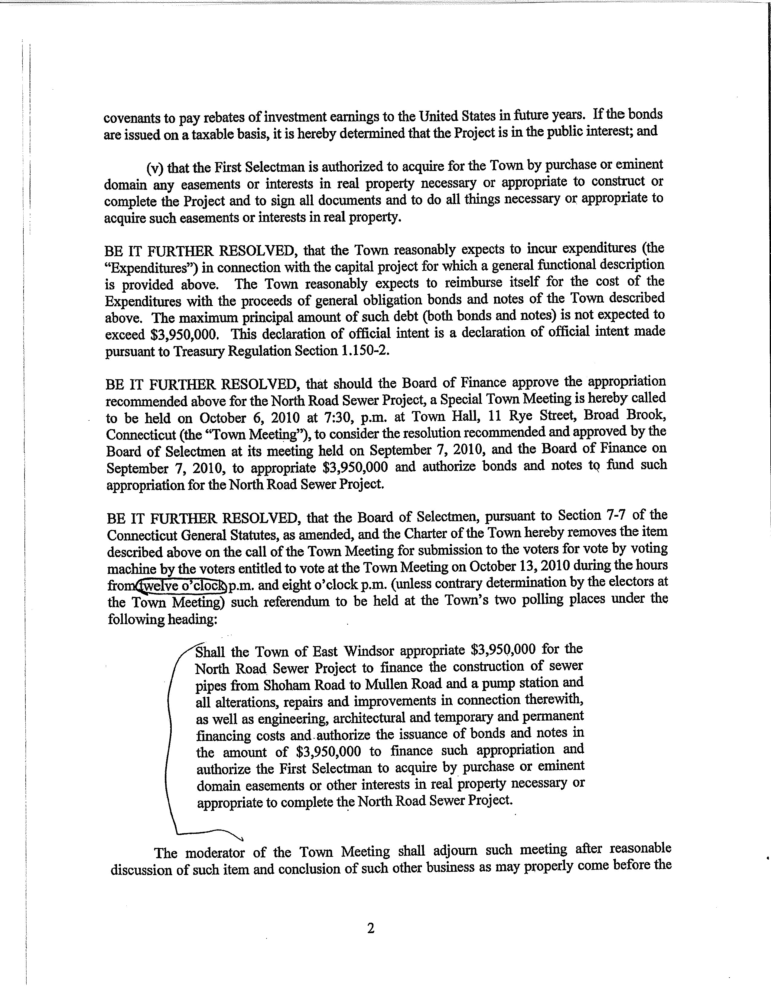 covenants to pay rebates of investment earnings to the United States in future years. If the bonds
are issued on a taxable basis, it is hereby determined that the Project is in the public interest; and
(v) that the First Selectman is authorized to acquire for the Town by purchase or eminent
domain any easements or interests in real property necessary or appropriate to construct or
complete the Project and to sign all documents and to do all things necessary or appropriate to
acquire such easements or interests in real property.
BE IT FURTHER RESOLVED, that the Town reasonably expects to incur expenditures (the
“Expenditures”) in connection with the capital project for which a general functional description
is provided above. The Town reasonably expects to reimburse itself for the cost of the
Expenditures with the proceeds of general obligation bonds and notes of the Town described
above. The maximum principal amount of such debt (both bonds and notes) is not expected to
exceed $3,950,000. This declaration of official intent is a declaration of official intent made
pursuant to Treasury Regulation Section 1.150-2.
BE IT FURTHER RESOLVED, that should the Board of Finance approve the appropriation
recommended above for the North Road Sewer Project, a Special Town Meeting is hereby called
to be held on October 6, 2010 at 7:30, p.m. at Town Hall, 11 Rye Street, Broad Brook,
Connecticut (the “Town Meeting”), to consider the resolution recommended and approved by the
Board of Selectmen at its meeting held on September 7, 2010, and the Board of Finance on
September 7, 2010, to appropriate $3,950,000 and authorize bonds and notes to fund such
appropriation for the North Road Sewer Project.
BE IT FURTHER RESOLVED, that the Board of Selectmen, pursuant to Section 7-7 of the
Connecticut General Statutes, as amended, and the Charter of the Town hereby removes the item
described above on the call of the Town Meeting for submission to the voters for vote by voting
machine by the voters entitled to vote at the Town Meeting on October 13, 2010 during the hours
from twelve o’clock p.m. and eight o’clock p.m. (unless contrary determination by the electors at
the Town Meeting) such referendum to be held at the Town’s two polling places under the
following heading:
Shall the Town of East Windsor appropriate $3,950,000 for the
North Road Sewer Project to finance the construction of sewer
pipes from Shoham Road to Mullen Road and a pump station and
all alterations, repairs and improvements in connection therewith,
as well as engineering, architectural and temporary and permanent
financing costs and authorize the issuance of bonds and notes in
the amount of $3,950,000 to finance such appropriation and
authorize the First Selectman to acquire by purchase or eminent
domain easements or other interests in real property necessary or
appropriate to complete the North Road Sewer Project.
The moderator of the Town Meeting shall adjourn such meeting after reasonable
discussion of such item and conclusion of such other business as may properly come before the
2